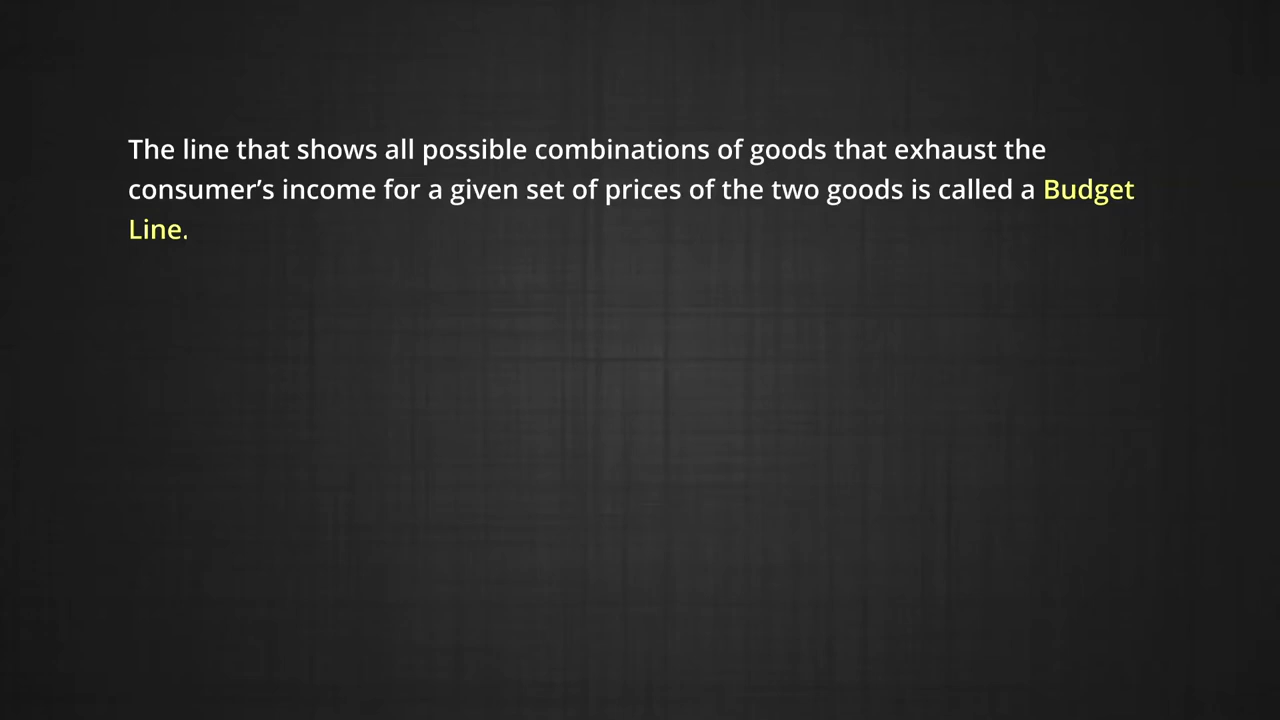 The line that shows all possible combinations of goods that exhaust the
consumer’s income for a given set of prices of the two goods is called a Budget
Line.